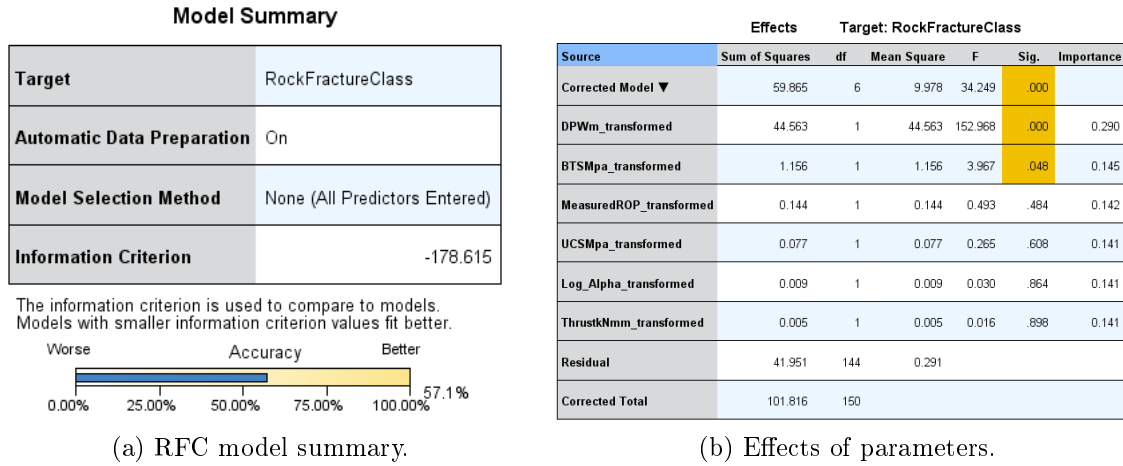 Model Summary
Target RockFractureClass
Automatic Data Preparation On
Model Selection Method None (All Predictors Entered)
Information Criterion -178.615
The information criterion is used to compare to models.
Models with smaller information criterion values fit better.
Worse Accuracy Better
0.00% 25.00% 50.00% 75.00% 100.00% 57.1%
(a) RFC model summary.
Effects Target: RockFractureClass
Source Sum of Squares df Mean Square F Sig. Importance
Corrected Model ▼ 59.865 6 9.978 34.249 .000
DPWm_transformed 44.563 1 44.563 152.968 .000 0.290
BTSMpa_transformed 1.156 1 1.156 3.967 .048 0.145
MeasuredROP_transformed 0.144 1 0.144 0.493 .484 0.142
UCSMpa_transformed 0.077 1 0.077 0.265 .608 0.141
Log_Alpha_transformed 0.009 1 0.009 0.030 .864 0.141
ThrustkNmm_transformed 0.005 1 0.005 0.016 .898 0.141
Residual 41.951 144 0.291
Corrected Total 101.816 150
(b) Effects of parameters.